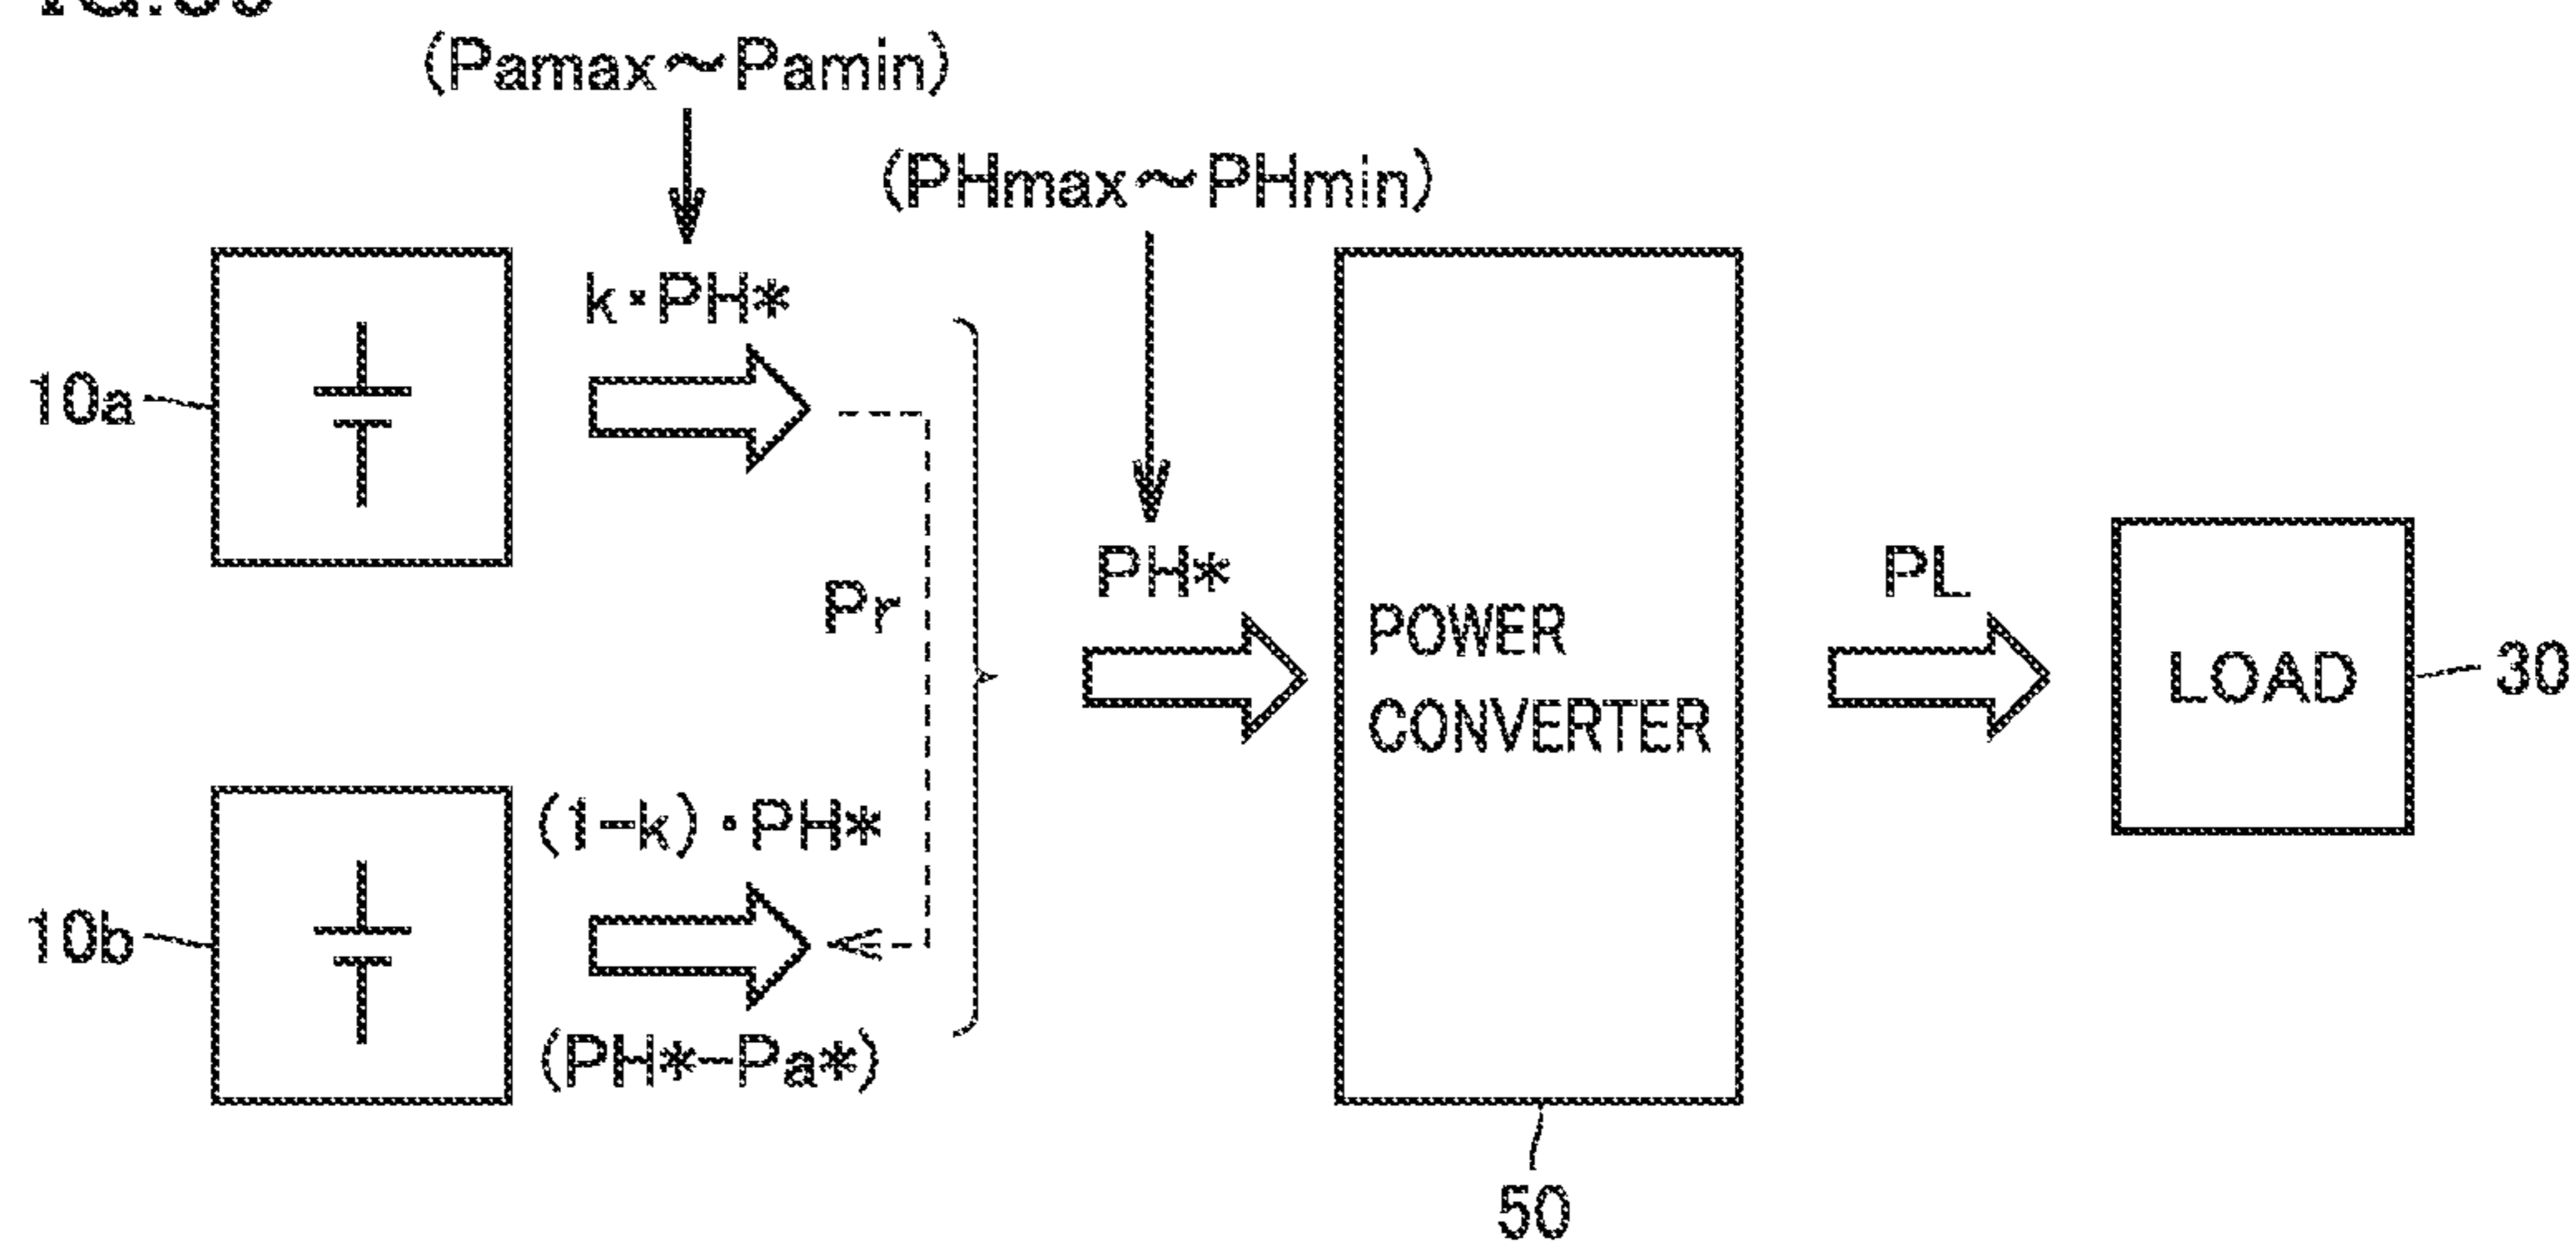 (Pamax~Pamin)
(PHmax~PHmin)
k·PH*
10a
Pr
PH*
PL
POWER
CONVERTER
LOAD
30
(1-k)·PH*
10b
(PH*-Pa*)
50